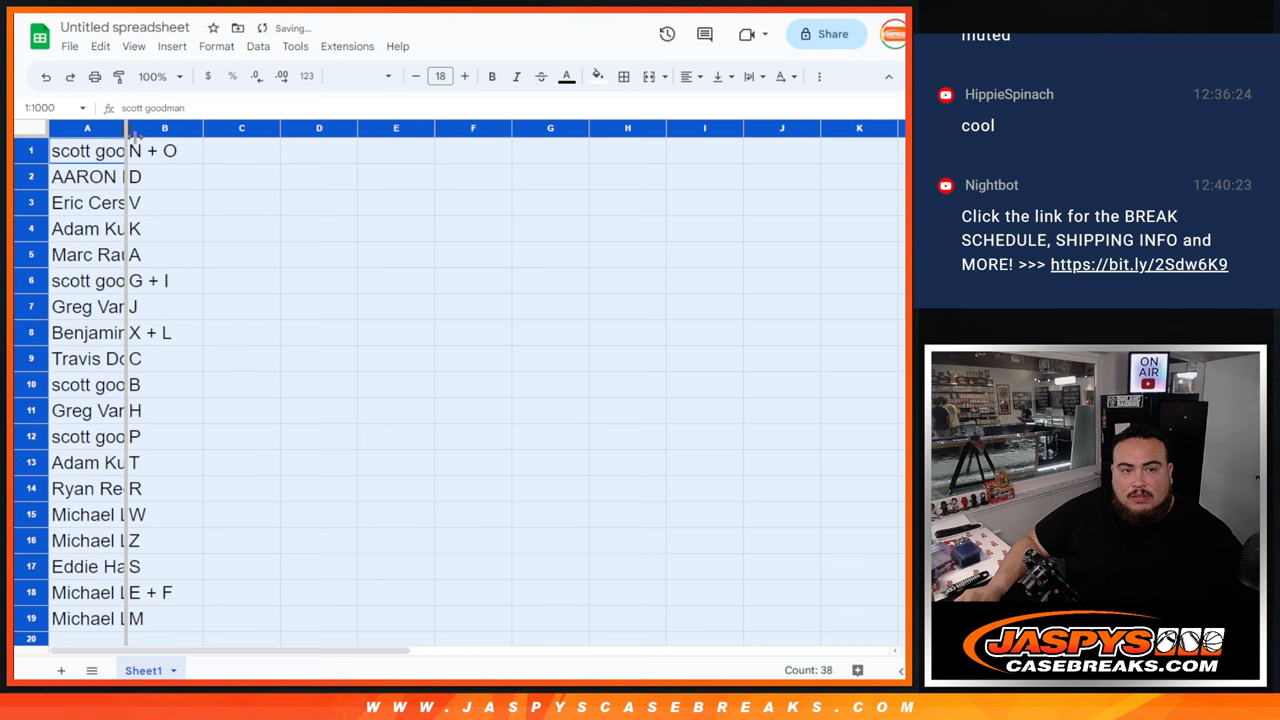 Untitled spreadsheet
Saving...
File Edit View Insert Format Data Tools Extensions Help
Share
100% $ % .0 .00 123 18 B I A
1:1000 fx scott goodman
A B C D E F G H I J K
1 scott goo N + O
2 AARON D
3 Eric Cers V
4 Adam Ku K
5 Marc Rau A
6 scott goo G + I
7 Greg Var J
8 Benjamin X + L
9 Travis Do C
10 scott goo B
11 Greg Var H
12 scott goo P
13 Adam Ku T
14 Ryan Re R
15 Michael L W
16 Michael L Z
17 Eddie Ha S
18 Michael L E + F
19 Michael L M
20
Sheet1
Count: 38
muted
HippieSpinach 12:36:24
cool
Nightbot 12:40:23
Click the link for the BREAK
SCHEDULE, SHIPPING INFO and
MORE! >>> https://bit.ly/2Sdw6K9
ON
AIR
JASPYS
CASEBREAKS.COM
WWW.JASPYSCASEBREAKS.COM